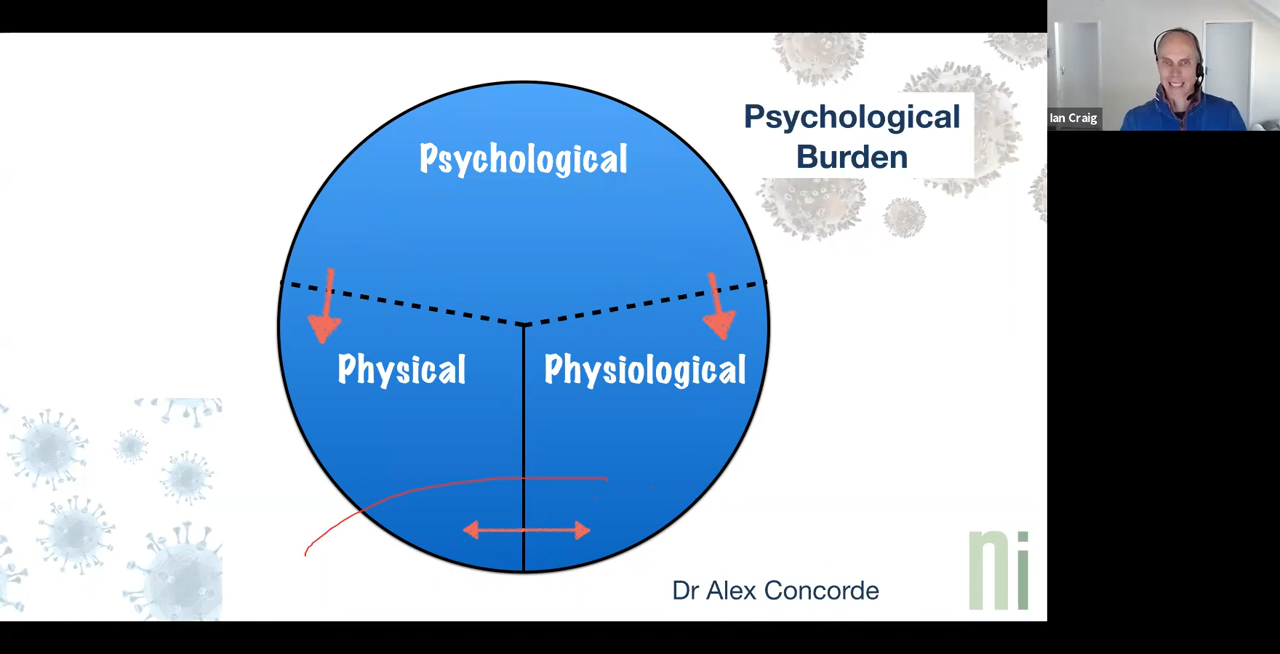 Psychological
Burden
Ian Craig
Psychological
Physical
Physiological
Dr Alex Concorde
ni